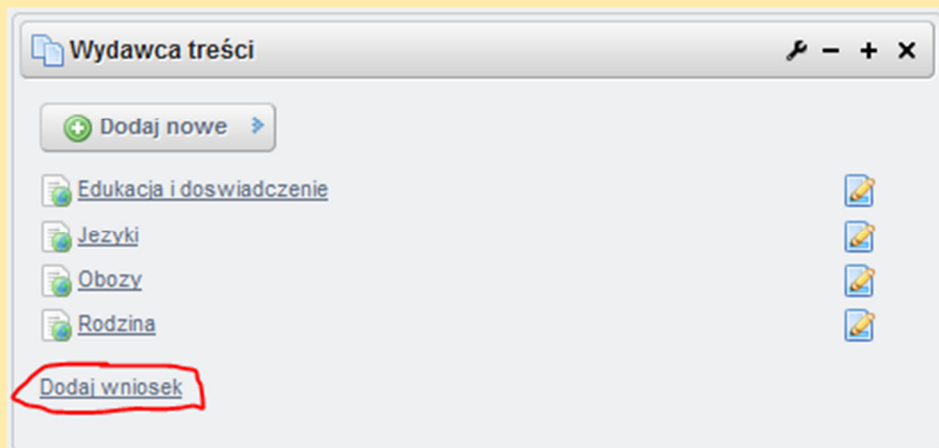 Wydawca treści
Dodaj nowe
Edukacja i doswiadczenie
Jezyki
Obozy
Rodzina
Dodaj wniosek